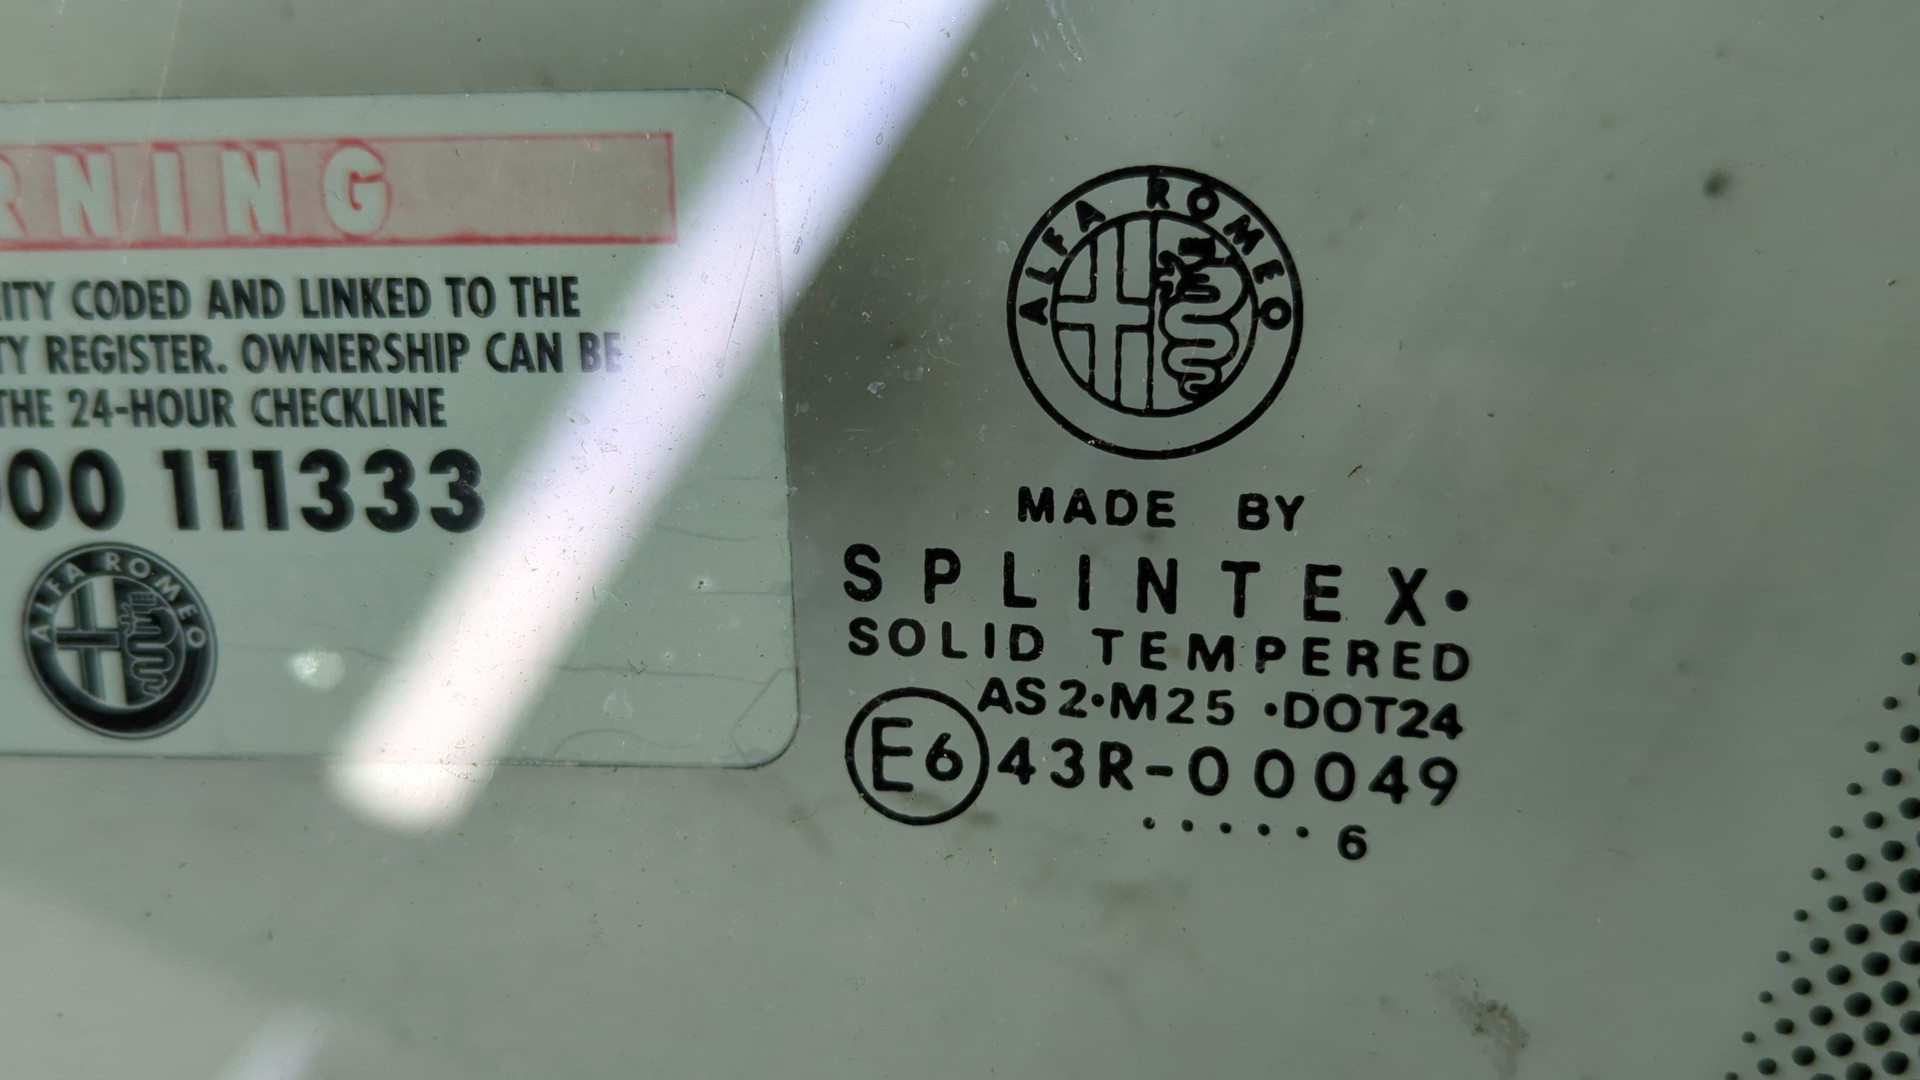 RNING
ITY CODED AND LINKED TO THE
TY REGISTER. OWNERSHIP CAN BE
THE 24-HOUR CHECKLINE
00 111333
ALFA ROMEO
ALFA ROMEO
MADE BY
SPLINTEX•
SOLID TEMPERED
AS2•M25 •DOT24
E6 43R-00049
.....6